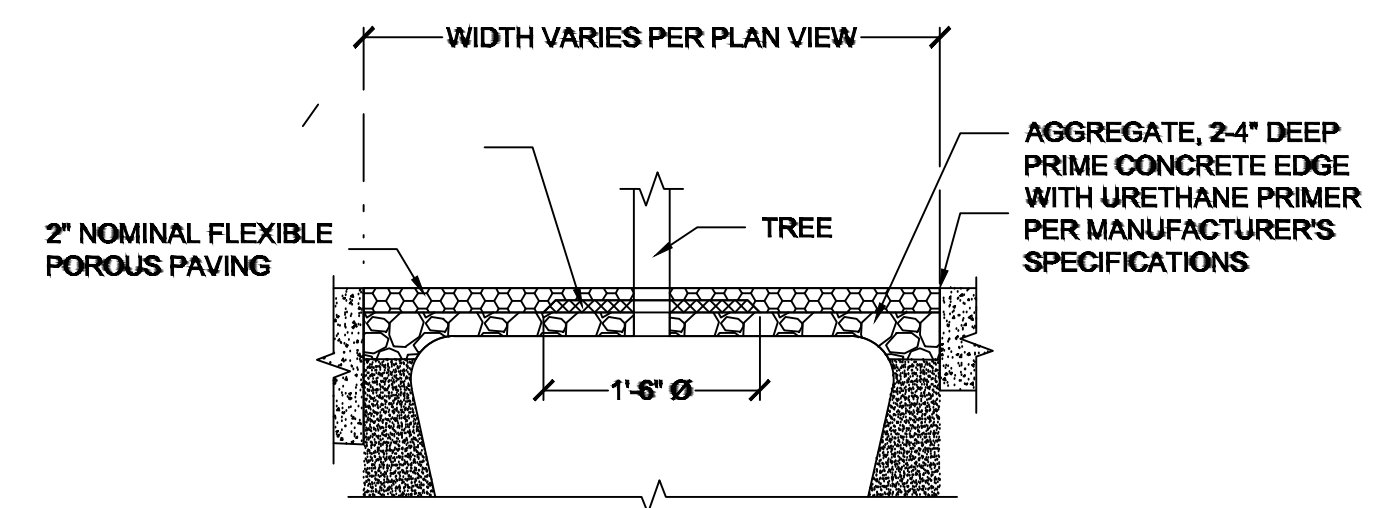 WIDTH VARIES PER PLAN VIEW
AGGREGATE, 2-4" DEEP
PRIME CONCRETE EDGE
WITH URETHANE PRIMER
PER MANUFACTURER'S
SPECIFICATIONS
TREE
2" NOMINAL FLEXIBLE
POROUS PAVING
1'-6" Ø